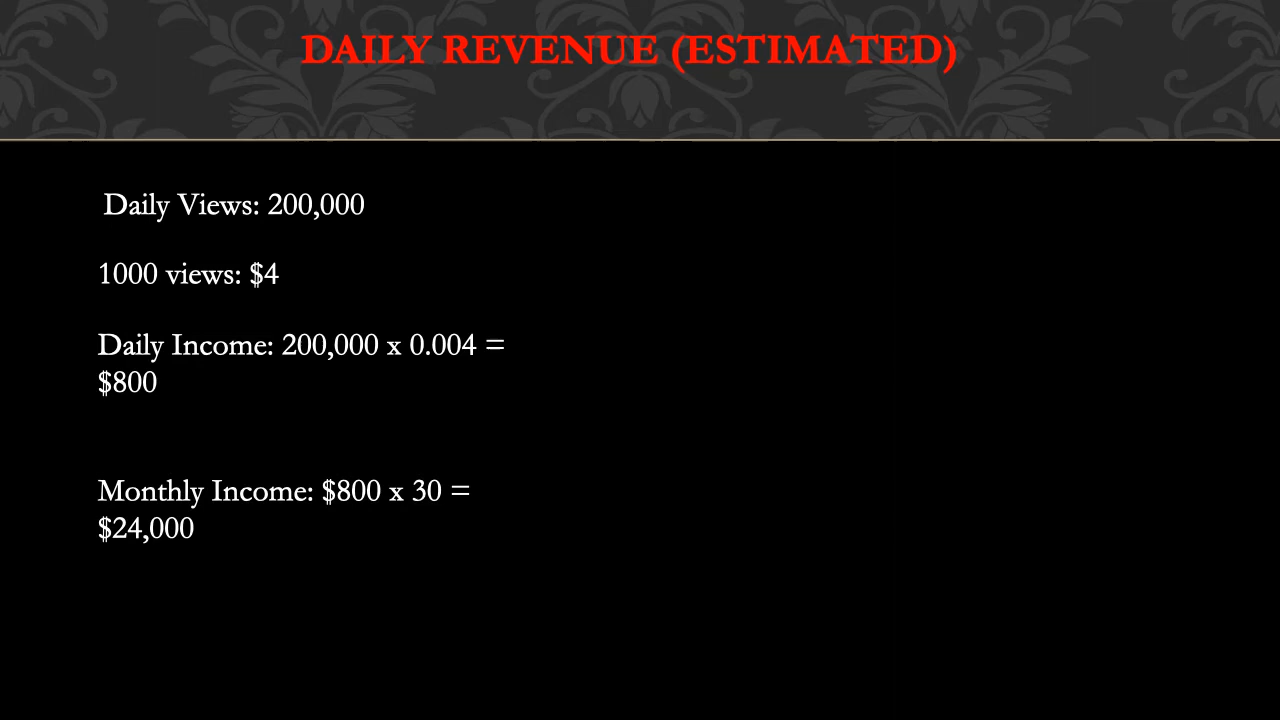 DAILY REVENUE (ESTIMATED)
Daily Views: 200,000
1000 views: $4
Daily Income: 200,000 x 0.004 =
$800
Monthly Income: $800 x 30 =
$24,000